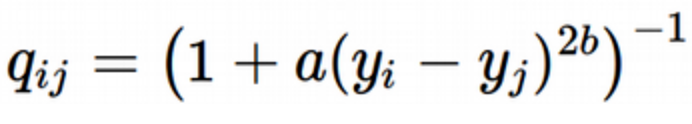 q_{ij} = (1 + a(y_i − y_j)^{2b})^{−1}